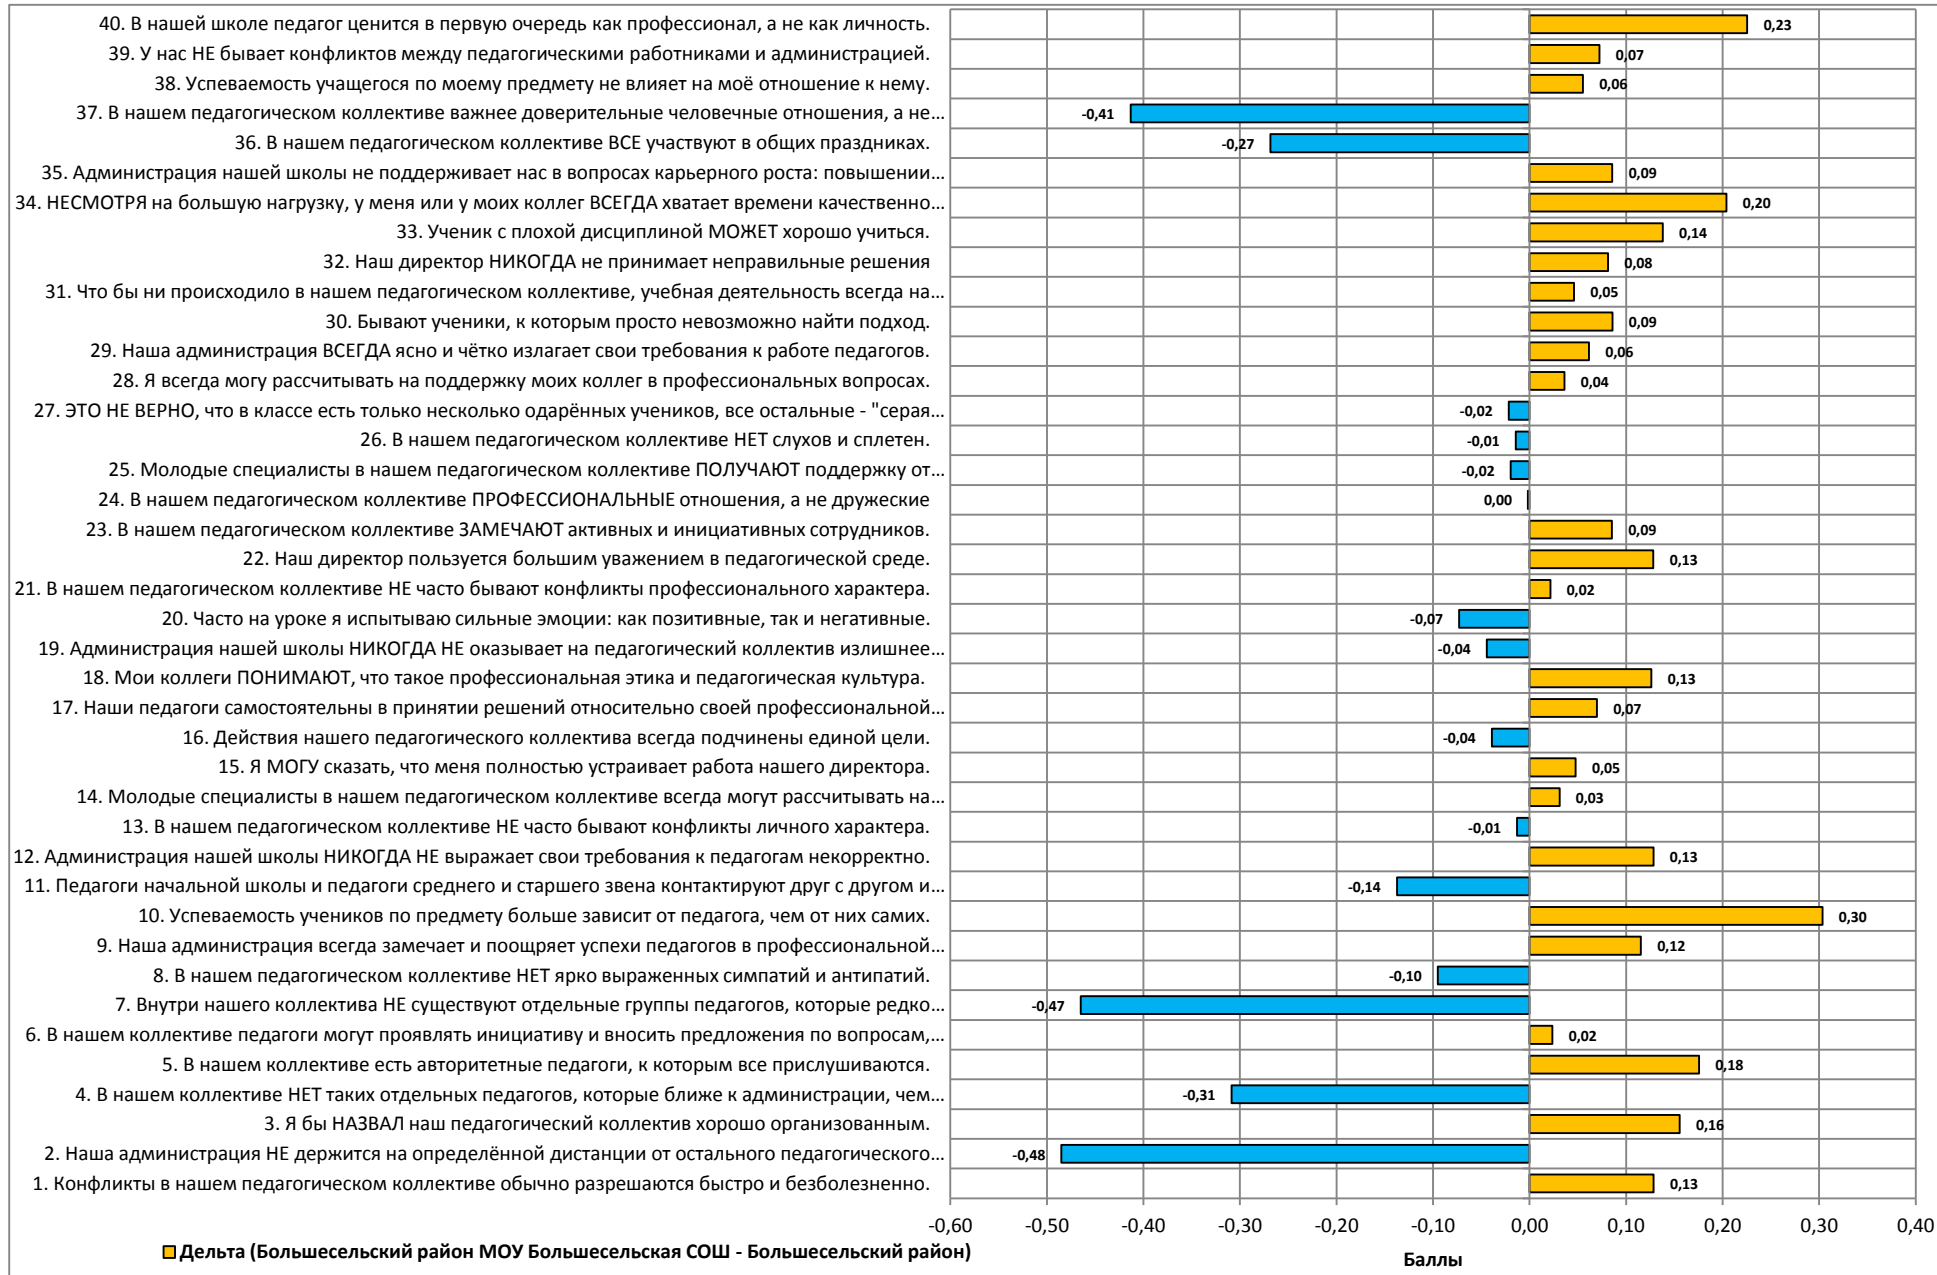 40. В нашей школе педагог ценится в первую очередь как профессионал, а не как личность. 0,23
39. У нас НЕ бывает конфликтов между педагогическими работниками и администрацией. 0,07
38. Успеваемость учащегося по моему предмету не влияет на моё отношение к нему. 0,06
37. В нашем педагогическом коллективе важнее доверительные человечные отношения, а не... -0,41
36. В нашем педагогическом коллективе ВСЕ участвуют в общих праздниках. -0,27
35. Администрация нашей школы не поддерживает нас в вопросах карьерного роста: повышении... 0,09
34. НЕСМОТРЯ на большую нагрузку, у меня или у моих коллег ВСЕГДА хватает времени качественно... 0,20
33. Ученик с плохой дисциплиной МОЖЕТ хорошо учиться. 0,14
32. Наш директор НИКОГДА не принимает неправильные решения 0,08
31. Что бы ни происходило в нашем педагогическом коллективе, учебная деятельность всегда на... 0,05
30. Бывают ученики, к которым просто невозможно найти подход. 0,09
29. Наша администрация ВСЕГДА ясно и чётко излагает свои требования к работе педагогов. 0,06
28. Я всегда могу рассчитывать на поддержку моих коллег в профессиональных вопросах. 0,04
27. ЭТО НЕ ВЕРНО, что в классе есть только несколько одарённых учеников, все остальные - "серая... -0,02
26. В нашем педагогическом коллективе НЕТ слухов и сплетен. -0,01
25. Молодые специалисты в нашем педагогическом коллективе ПОЛУЧАЮТ поддержку от... -0,02
24. В нашем педагогическом коллективе ПРОФЕССИОНАЛЬНЫЕ отношения, а не дружеские 0,00
23. В нашем педагогическом коллективе ЗАМЕЧАЮТ активных и инициативных сотрудников. 0,09
22. Наш директор пользуется большим уважением в педагогической среде. 0,13
21. В нашем педагогическом коллективе НЕ часто бывают конфликты профессионального характера. 0,02
20. Часто на уроке я испытываю сильные эмоции: как позитивные, так и негативные. -0,07
19. Администрация нашей школы НИКОГДА НЕ оказывает на педагогический коллектив излишнее... -0,04
18. Мои коллеги ПОНИМАЮТ, что такое профессиональная этика и педагогическая культура. 0,13
17. Наши педагоги самостоятельны в принятии решений относительно своей профессиональной... 0,07
16. Действия нашего педагогического коллектива всегда подчинены единой цели. -0,04
15. Я МОГУ сказать, что меня полностью устраивает работа нашего директора. 0,05
14. Молодые специалисты в нашем педагогическом коллективе всегда могут рассчитывать на... 0,03
13. В нашем педагогическом коллективе НЕ часто бывают конфликты личного характера. -0,01
12. Администрация нашей школы НИКОГДА НЕ выражает свои требования к педагогам некорректно. 0,13
11. Педагоги начальной школы и педагоги среднего и старшего звена контактируют друг с другом и... -0,14
10. Успеваемость учеников по предмету больше зависит от педагога, чем от них самих. 0,30
9. Наша администрация всегда замечает и поощряет успехи педагогов в профессиональной... 0,12
8. В нашем педагогическом коллективе НЕТ ярко выраженных симпатий и антипатий. -0,10
7. Внутри нашего коллектива НЕ существуют отдельные группы педагогов, которые редко... -0,47
6. В нашем коллективе педагоги могут проявлять инициативу и вносить предложения по вопросам,... 0,02
5. В нашем коллективе есть авторитетные педагоги, к которым все прислушиваются. 0,18
4. В нашем коллективе НЕТ таких отдельных педагогов, которые ближе к администрации, чем... -0,31
3. Я бы НАЗВАЛ наш педагогический коллектив хорошо организованным. 0,16
2. Наша администрация НЕ держится на определённой дистанции от остального педагогического... -0,48
1. Конфликты в нашем педагогическом коллективе обычно разрешаются быстро и безболезненно. 0,13
-0,60 -0,50 -0,40 -0,30 -0,20 -0,10 0,00 0,10 0,20 0,30 0,40
Дельта (Большесельский район МОУ Большесельская СОШ - Большесельский район)
Баллы